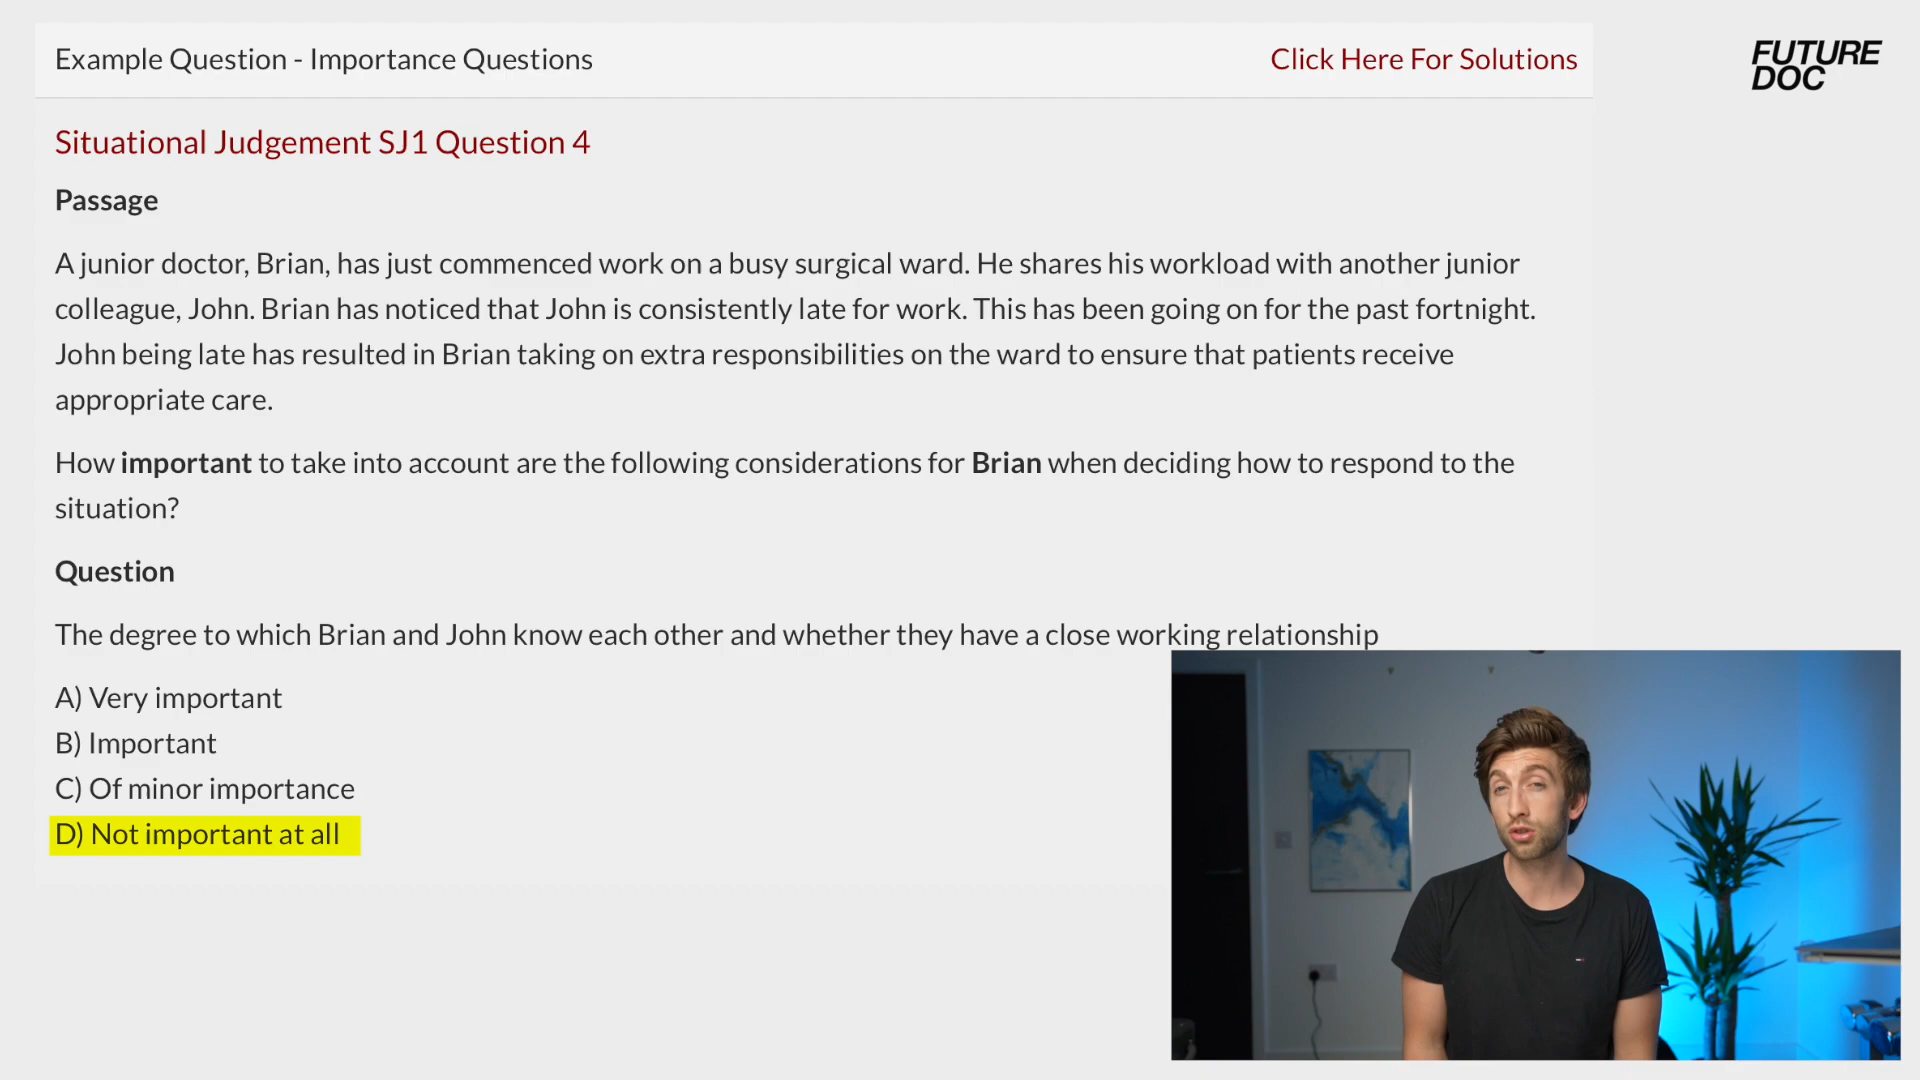 Example Question - Importance Questions
Click Here For Solutions
FUTURE
DOC
Situational Judgement SJ1 Question 4
Passage
A junior doctor, Brian, has just commenced work on a busy surgical ward. He shares his workload with another junior
colleague, John. Brian has noticed that John is consistently late for work. This has been going on for the past fortnight.
John being late has resulted in Brian taking on extra responsibilities on the ward to ensure that patients receive
appropriate care.
How important to take into account are the following considerations for Brian when deciding how to respond to the
situation?
Question
The degree to which Brian and John know each other and whether they have a close working relationship
A) Very important
B) Important
C) Of minor importance
D) Not important at all